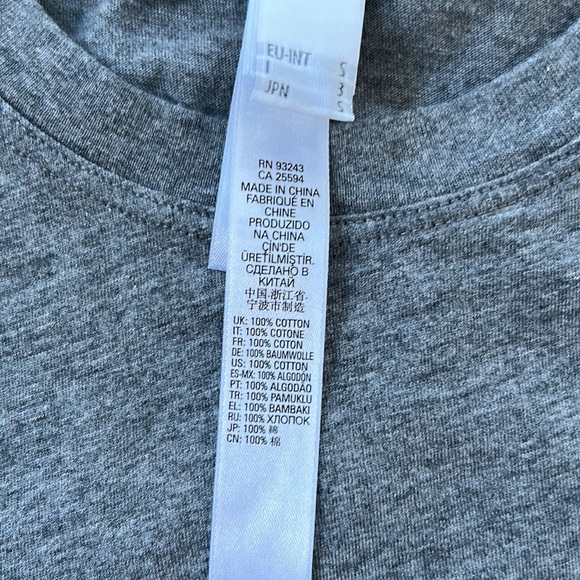 EU-INT S
I 3
JPN S
RN 93243
CA 25594
MADE IN CHINA
FABRIQUÉ EN
CHINE
PRODUZIDO
NA CHINA
ÇİN'DE
ÜRETİLMİŞTİR.
СДЕЛАНО В
КИТАЙ
中国·浙江省·
宁波市制造
UK: 100% COTTON
IT: 100% COTONE
FR: 100% COTON
DE: 100% BAUMWOLLE
US: 100% COTTON
ES-MX: 100% ALGODÓN
PT: 100% ALGODÃO
TR: 100% PAMUKLU
EL: 100% BAMBAKI
RU: 100% ХЛОПОК
JP: 100% 綿
CN: 100% 棉